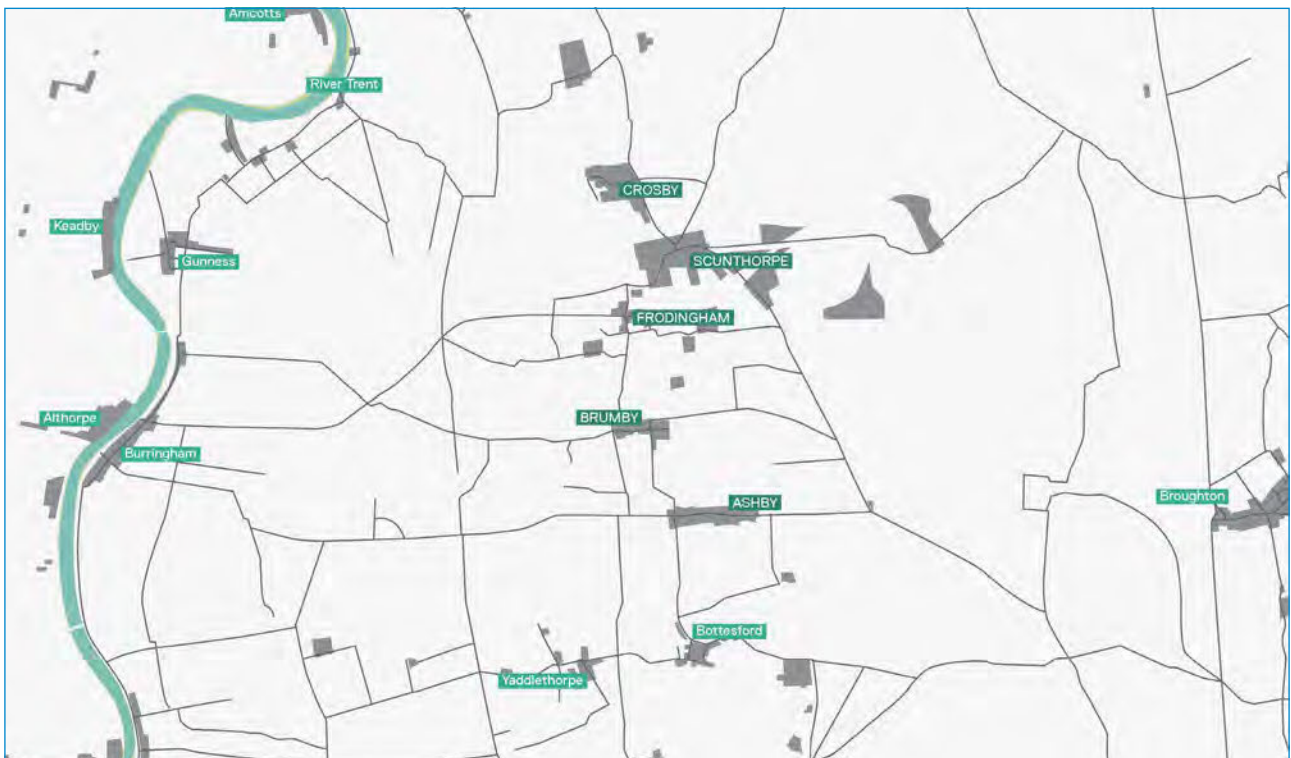 Amcotts
River Trent
CROSBY
Keadby
Gunness
SCUNTHORPE
FRODINGHAM
Althorpe
BRUMBY
Burringham
Broughton
ASHBY
Bottesford
Yaddlethorpe